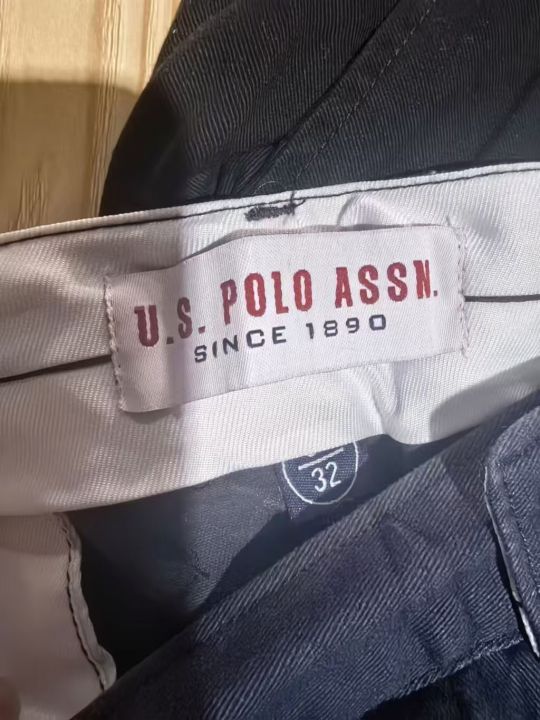 U.S. POLO ASSN.
SINCE 1890
32